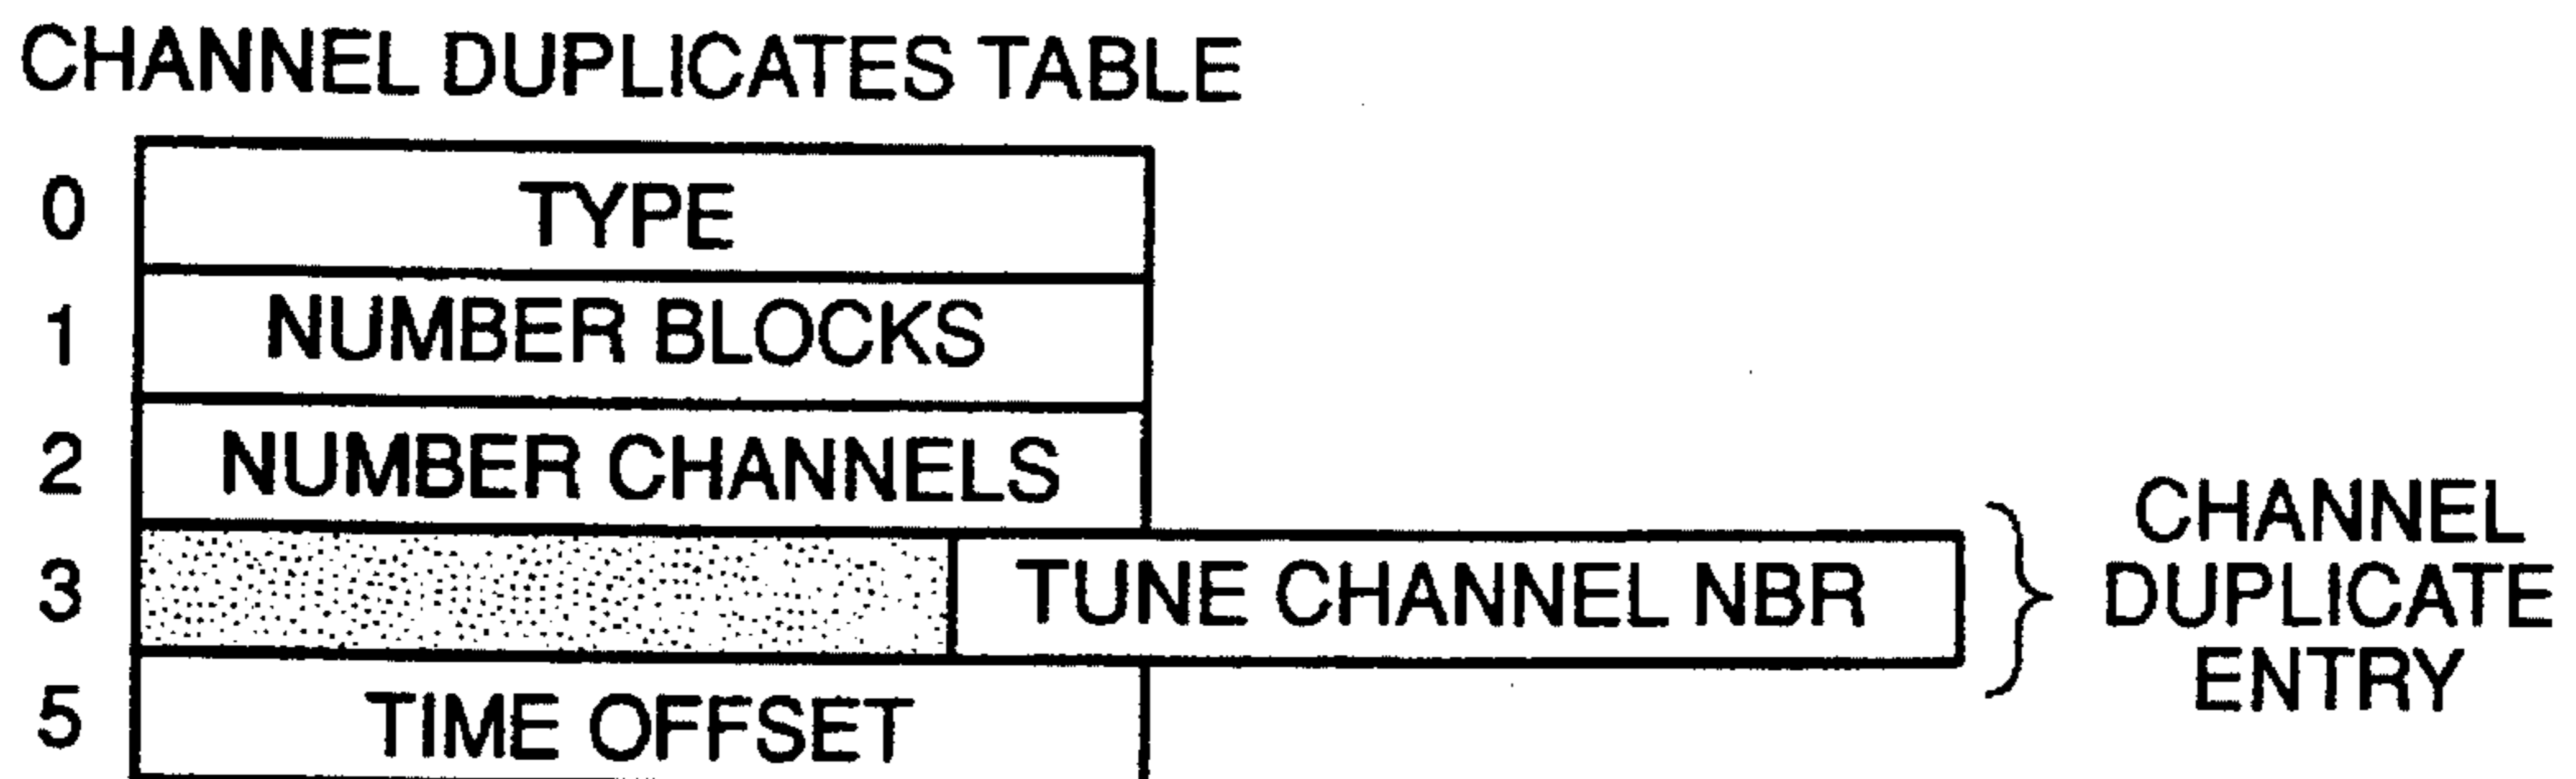 CHANNEL DUPLICATES TABLE
0 TYPE
1 NUMBER BLOCKS
2 NUMBER CHANNELS
3 TUNE CHANNEL NBR
CHANNEL
DUPLICATE
ENTRY
5 TIME OFFSET